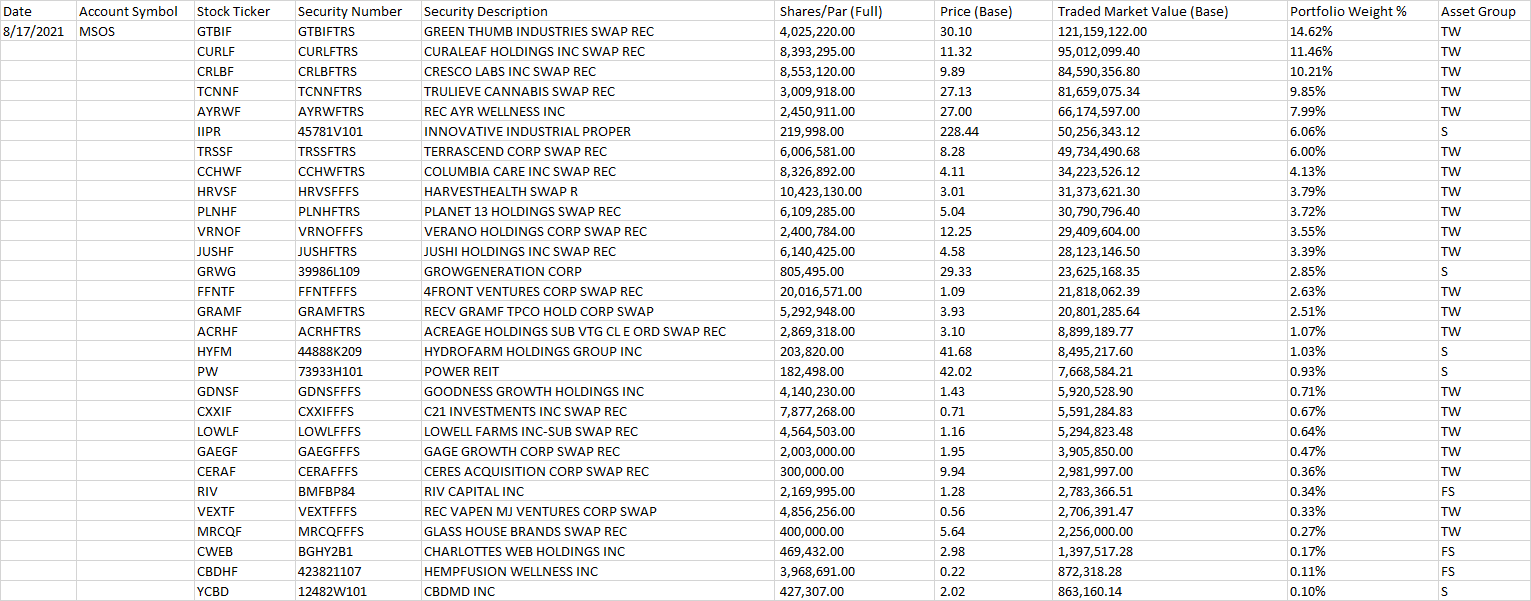 Date Account Symbol Stock Ticker Security Number Security Description Shares/Par (Full) Price (Base) Traded Market Value (Base) Portfolio Weight % Asset Group
8/17/2021 MSOS GTBIF GTBIFTRS GREEN THUMB INDUSTRIES SWAP REC 4,025,220.00 30.10 121,159,122.00 14.62% TW
CURLF CURLFTRS CURALEAF HOLDINGS INC SWAP REC 8,393,295.00 11.32 95,012,099.40 11.46% TW
CRLBF CRLBFTRS CRESCO LABS INC SWAP REC 8,553,120.00 9.89 84,590,356.80 10.21% TW
TCNNF TCNNFTRS TRULIEVE CANNABIS SWAP REC 3,009,918.00 27.13 81,659,075.34 9.85% TW
AYRWF AYRWFTRS REC AYR WELLNESS INC 2,450,911.00 27.00 66,174,597.00 7.99% TW
IIPR 45781V101 INNOVATIVE INDUSTRIAL PROPER 219,998.00 228.44 50,256,343.12 6.06% S
TRSSF TRSSFTRS TERRASCEND CORP SWAP REC 6,006,581.00 8.28 49,734,490.68 6.00% TW
CCHWF CCHWFTRS COLUMBIA CARE INC SWAP REC 8,326,892.00 4.11 34,223,526.12 4.13% TW
HRVSF HRVSFFFS HARVESTHEALTH SWAP R 10,423,130.00 3.01 31,373,621.30 3.79% TW
PLNHF PLNHFTRS PLANET 13 HOLDINGS SWAP REC 6,109,285.00 5.04 30,790,796.40 3.72% TW
VRNOF VRNOFFFS VERANO HOLDINGS CORP SWAP REC 2,400,784.00 12.25 29,409,604.00 3.55% TW
JUSHF JUSHFTRS JUSHI HOLDINGS INC SWAP REC 6,140,425.00 4.58 28,123,146.50 3.39% TW
GRWG 39986L109 GROWGENERATION CORP 805,495.00 29.33 23,625,168.35 2.85% S
FFNTF FFNTFFFS 4FRONT VENTURES CORP SWAP REC 20,016,571.00 1.09 21,818,062.39 2.63% TW
GRAMF GRAMFTRS RECV GRAMF TPCO HOLD CORP SWAP 5,292,948.00 3.93 20,801,285.64 2.51% TW
ACRHF ACRHFTRS ACREAGE HOLDINGS SUB VTG CL E ORD SWAP REC 2,869,318.00 3.10 8,899,189.77 1.07% TW
HYFM 44888K209 HYDROFARM HOLDINGS GROUP INC 203,820.00 41.68 8,495,217.60 1.03% S
PW 73933H101 POWER REIT 182,498.00 42.02 7,668,584.21 0.93% S
GDNSF GDNSFFFS GOODNESS GROWTH HOLDINGS INC 4,140,230.00 1.43 5,920,528.90 0.71% TW
CXXIF CXXIFFFS C21 INVESTMENTS INC SWAP REC 7,877,268.00 0.71 5,591,284.83 0.67% TW
LOWLF LOWLFFFS LOWELL FARMS INC-SUB SWAP REC 4,564,503.00 1.16 5,294,823.48 0.64% TW
GAEGF GAEGFFFS GAGE GROWTH CORP SWAP REC 2,003,000.00 1.95 3,905,850.00 0.47% TW
CERAF CERAFFFS CERES ACQUISITION CORP SWAP REC 300,000.00 9.94 2,981,997.00 0.36% TW
RIV BMFBP84 RIV CAPITAL INC 2,169,995.00 1.28 2,783,366.51 0.34% FS
VEXTF VEXTFFFS REC VAPEN MJ VENTURES CORP SWAP 4,856,256.00 0.56 2,706,391.47 0.33% TW
MRCQF MRCQFFFS GLASS HOUSE BRANDS SWAP REC 400,000.00 5.64 2,256,000.00 0.27% TW
CWEB BGHY2B1 CHARLOTTES WEB HOLDINGS INC 469,432.00 2.98 1,397,517.28 0.17% FS
CBDHF 423821107 HEMPFUSION WELLNESS INC 3,968,691.00 0.22 872,318.28 0.11% FS
YCBD 12482W101 CBDMD INC 427,307.00 2.02 863,160.14 0.10% S